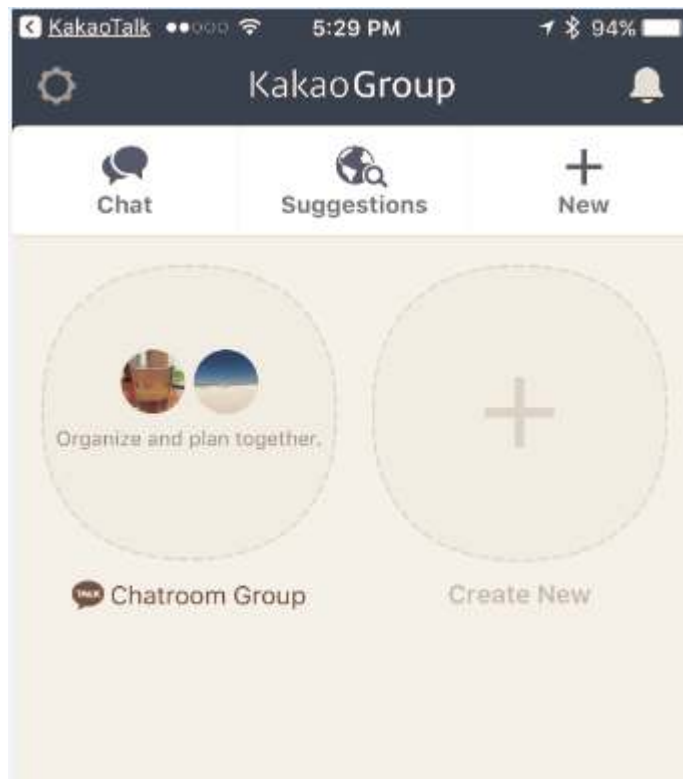 KakaoTalk 5:29 PM 94%
KakaoGroup
Chat Suggestions New
Organize and plan together.
TALK Chatroom Group Create New